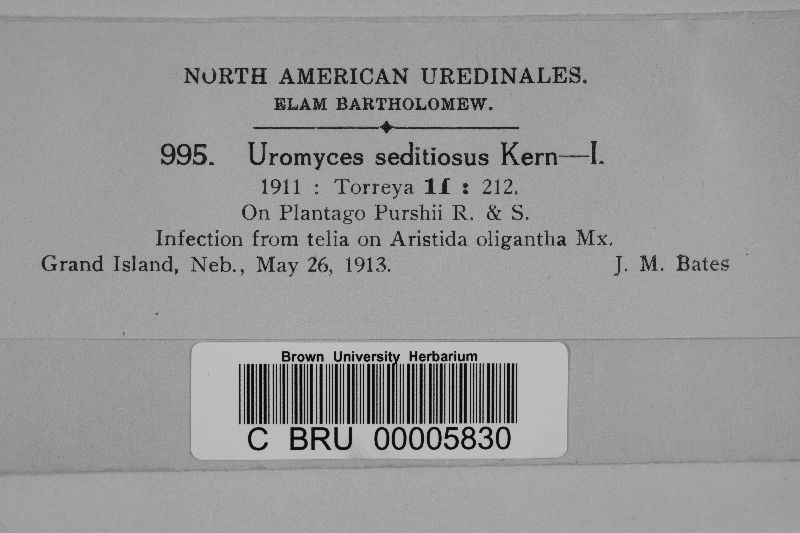 NORTH AMERICAN UREDINALES.
ELAM BARTHOLOMEW.
995. Uromyces seditiosus Kern—I.
1911 : Torreya 11 : 212.
On Plantago Purshii R. & S.
Infection from telia on Aristida oligantha Mx.
Grand Island, Neb., May 26, 1913. J. M. Bates
Brown University Herbarium
C BRU 00005830